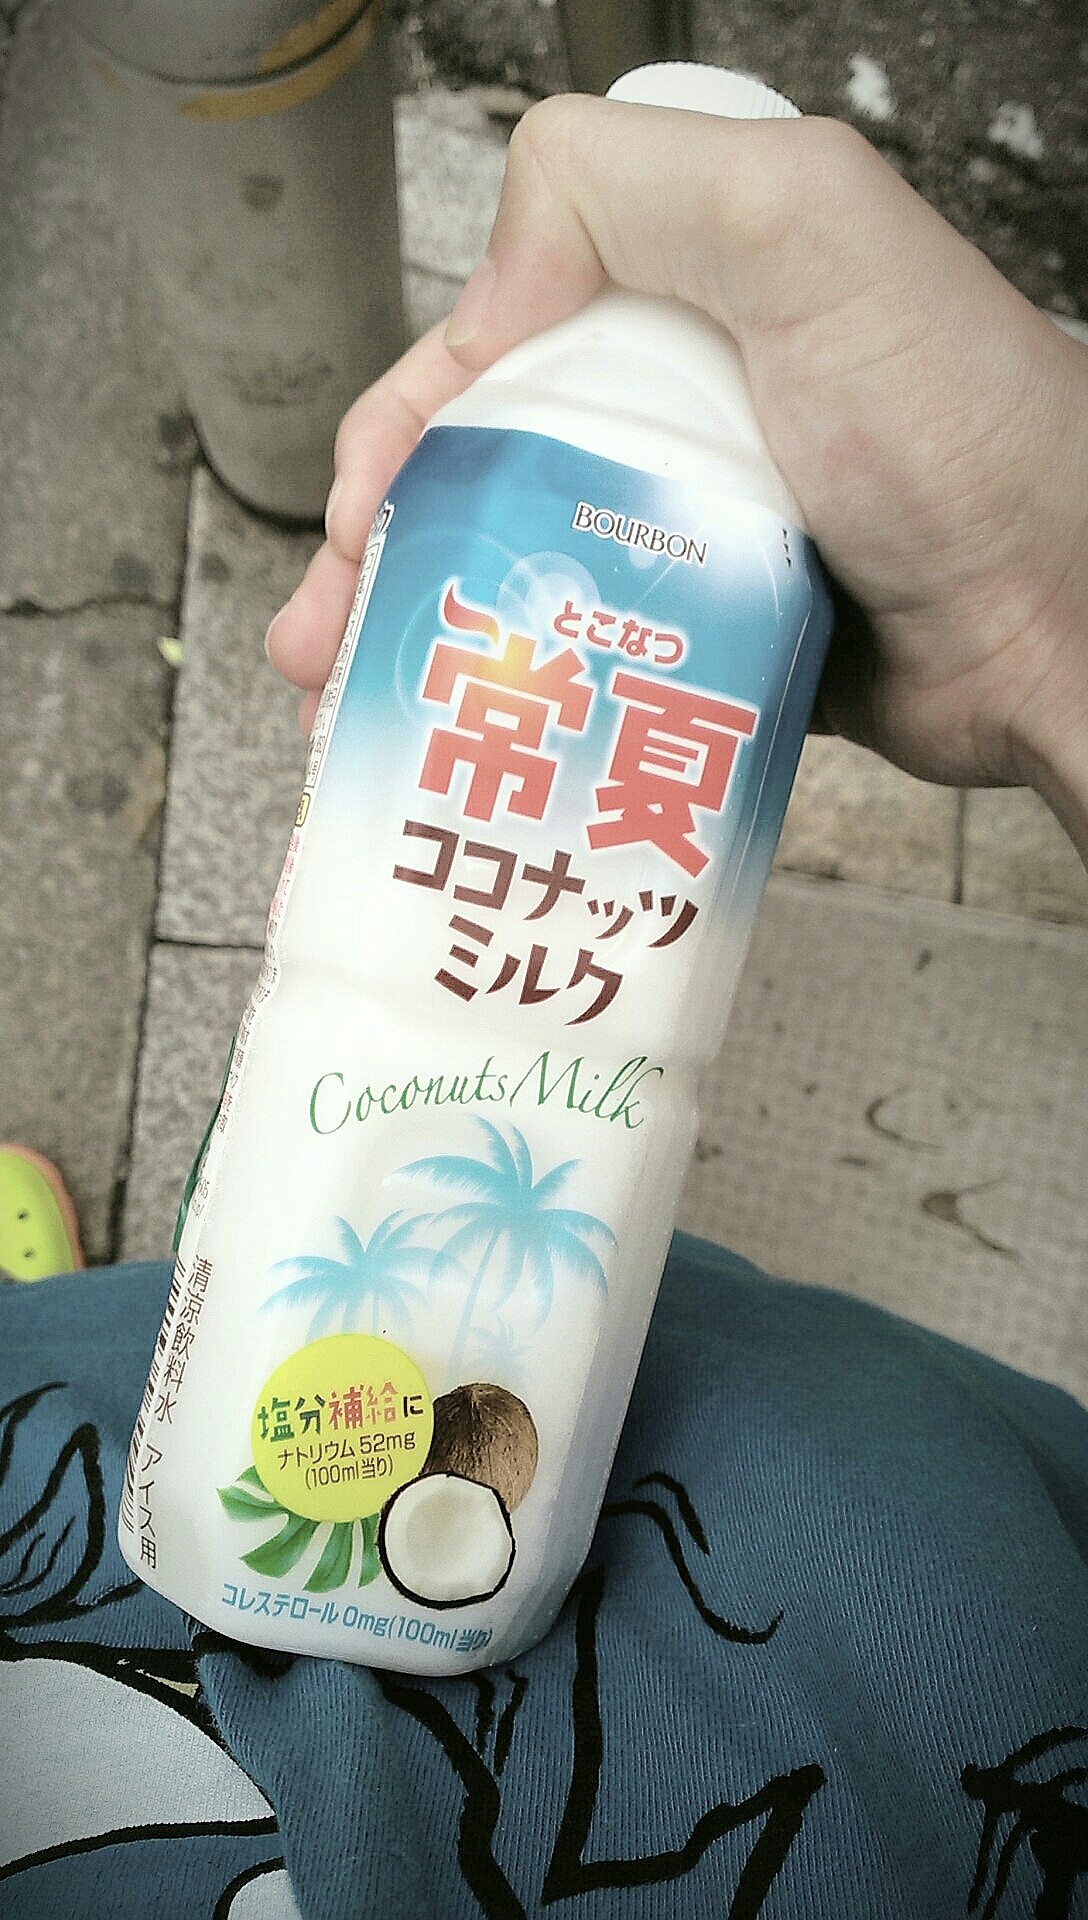 BOURBON
とこなつ
常夏
ココナッツ
ミルク
Coconuts Milk
塩分補給に
ナトリウム 52mg
(100ml当り)
コレステロール 0mg(100ml当り)
清涼飲料水 アイス用